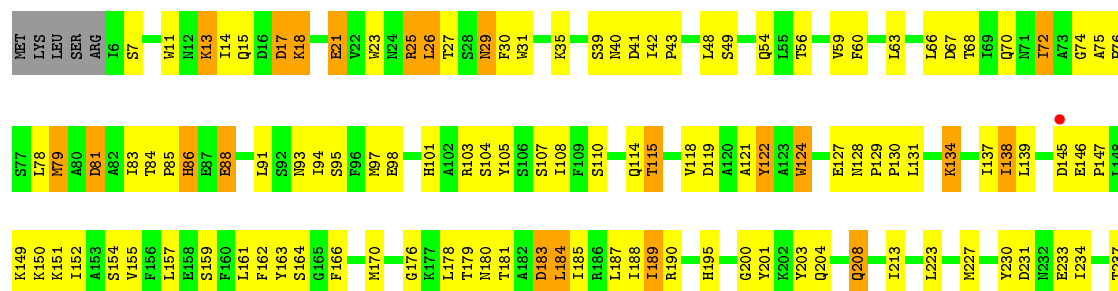 MET LYS LEU SER ARG I6 S7 W11 N12 K13 I14 Q15 D16 D17 K18 E21 V22 W23 N24 R25 L26 T27 S28 N29 F30 W31 K35 S39 N40 D41 I42 P43 L48 S49 Q54 L55 T56 V59 F60 L63 L66 D67 T68 I69 Q70 N71 I72 A73 G74 A75 P76
S77 L78 M79 A80 D81 A82 I83 T84 P85 H86 E87 E88 L91 S92 N93 I94 S95 F96 M97 E98 H101 A102 R103 S104 Y105 S106 S107 I108 F109 S110 Q114 T115 V118 D119 A120 A121 Y122 A123 W124 E127 N128 P129 P130 L131 K134 I137 I138 L139 D145 E146 P147 L148
K149 K150 K151 I152 A153 S154 V155 F156 L157 E158 S159 F160 L161 F162 Y163 S164 G165 F166 M170 G176 K177 L178 T179 N180 T181 A182 D183 L184 I185 R186 L187 I188 I189 R190 H195 G200 Y201 K202 Y203 Q204 Q208 I213 L223 M227 Y230 D231 N232 E233 I234